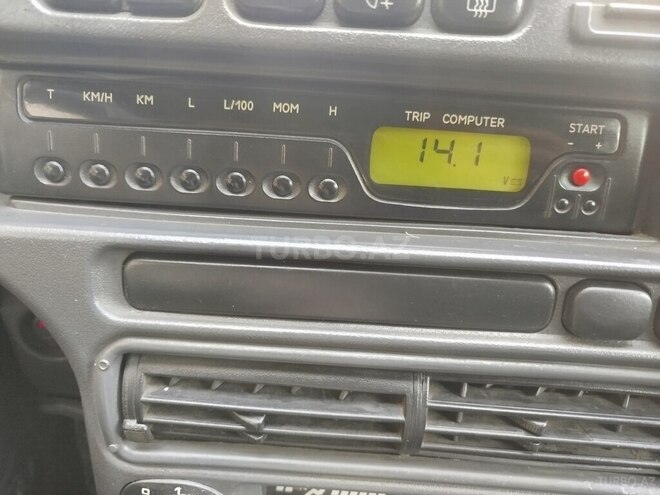 T KM/H KM L L/100 MOM H
TRIP COMPUTER
START
- +
14.1
V
TURBO.AZ
TURBO.AZ